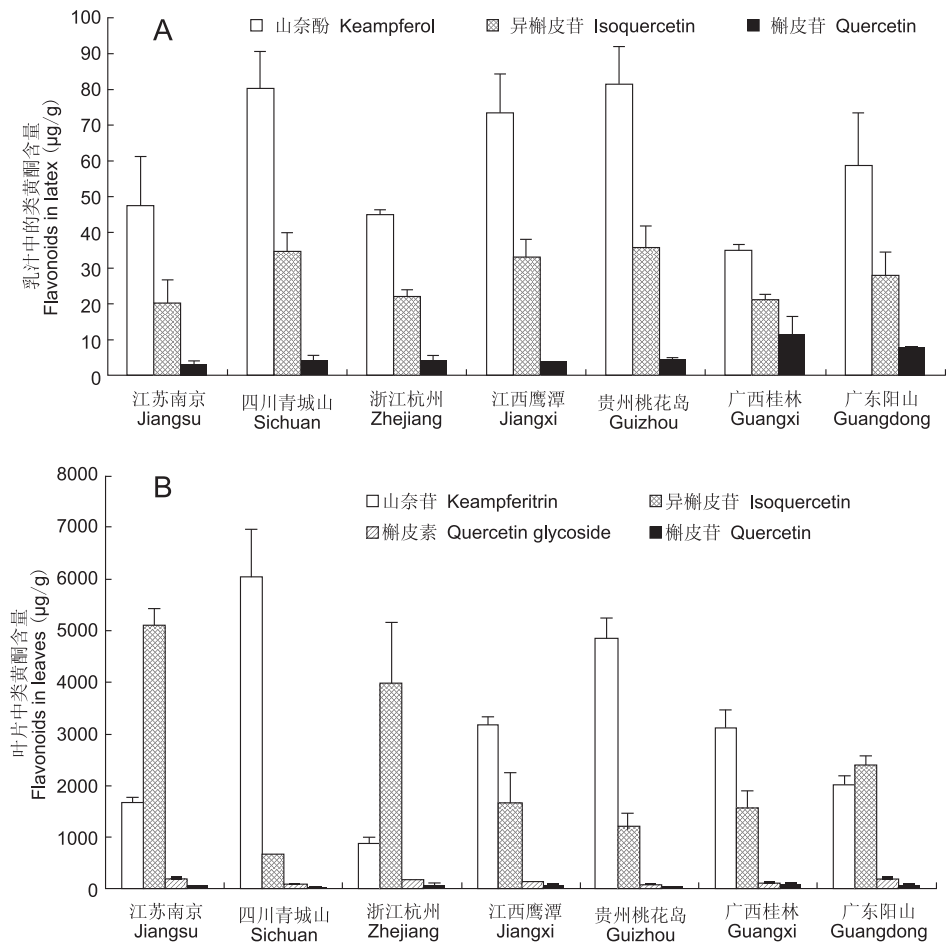 A
山奈酚 Keampferol
异槲皮苷 Isoquercetin
槲皮苷 Quercetin
乳汁中的类黄酮含量
Flavonoids in latex (μg/g)
100
90
80
70
60
50
40
30
20
10
0
江苏南京
Jiangsu
四川青城山
Sichuan
浙江杭州
Zhejiang
江西鹰潭
Jiangxi
贵州桃花岛
Guizhou
广西桂林
Guangxi
广东阳山
Guangdong
B
山奈苷 Keampferitrin
异槲皮苷 Isoquercetin
槲皮素 Quercetin glycoside
槲皮苷 Quercetin
叶片中类黄酮含量
Flavonoids in leaves (μg/g)
8000
7000
6000
5000
4000
3000
2000
1000
0
江苏南京
Jiangsu
四川青城山
Sichuan
浙江杭州
Zhejiang
江西鹰潭
Jiangxi
贵州桃花岛
Guizhou
广西桂林
Guangxi
广东阳山
Guangdong